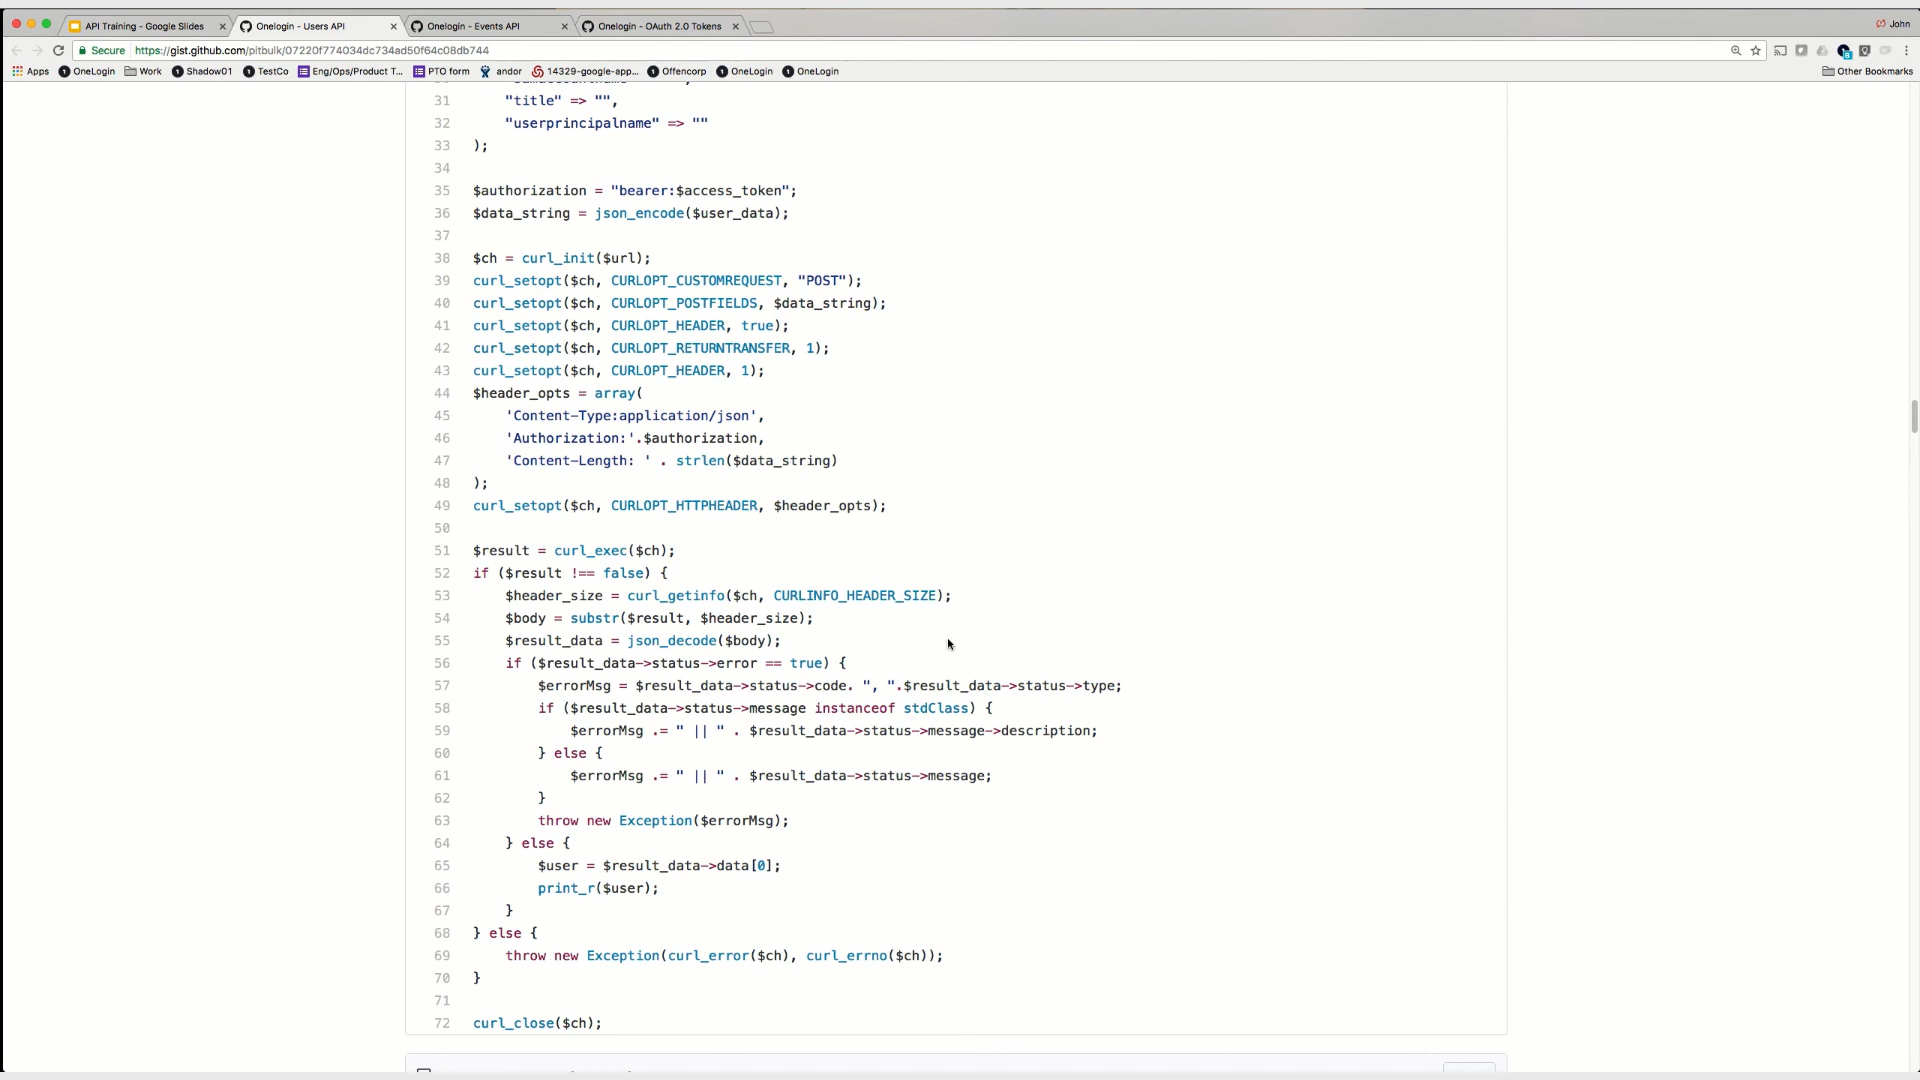 API Training - Google Slides
Onelogin - Users API
Onelogin - Events API
Onelogin - OAuth 2.0 Tokens
John
Secure
https://gist.github.com/pitbulk/07220f774034dc734ad50f64c08db744
Apps
OneLogin
Work
Shadow01
TestCo
Eng/Ops/Product T...
PTO form
andor
14329-google-app...
Offencorp
OneLogin
OneLogin
Other Bookmarks
31 "title" => "",
32 "userprincipalname" => ""
33 );
34
35 $authorization = "bearer:$access_token";
36 $data_string = json_encode($user_data);
37
38 $ch = curl_init($url);
39 curl_setopt($ch, CURLOPT_CUSTOMREQUEST, "POST");
40 curl_setopt($ch, CURLOPT_POSTFIELDS, $data_string);
41 curl_setopt($ch, CURLOPT_HEADER, true);
42 curl_setopt($ch, CURLOPT_RETURNTRANSFER, 1);
43 curl_setopt($ch, CURLOPT_HEADER, 1);
44 $header_opts = array(
45 'Content-Type:application/json',
46 'Authorization:'.$authorization,
47 'Content-Length: ' . strlen($data_string)
48 );
49 curl_setopt($ch, CURLOPT_HTTPHEADER, $header_opts);
50
51 $result = curl_exec($ch);
52 if ($result !== false) {
53 $header_size = curl_getinfo($ch, CURLINFO_HEADER_SIZE);
54 $body = substr($result, $header_size);
55 $result_data = json_decode($body);
56 if ($result_data->status->error == true) {
57 $errorMsg = $result_data->status->code. ", ".$result_data->status->type;
58 if ($result_data->status->message instanceof stdClass) {
59 $errorMsg .= " || " . $result_data->status->message->description;
60 } else {
61 $errorMsg .= " || " . $result_data->status->message;
62 }
63 throw new Exception($errorMsg);
64 } else {
65 $user = $result_data->data[0];
66 print_r($user);
67 }
68 } else {
69 throw new Exception(curl_error($ch), curl_errno($ch));
70 }
71
72 curl_close($ch);